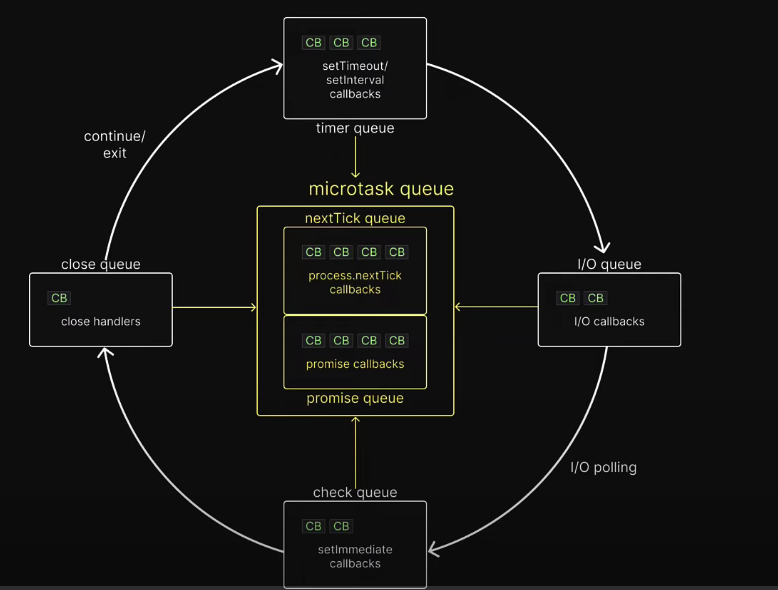 CB CB CB
setTimeout/
setInterval
callbacks
timer queue
continue/
exit
microtask queue
nextTick queue
CB CB CB CB
process.nextTick
callbacks
CB CB CB CB
promise callbacks
promise queue
close queue
CB
close handlers
I/O queue
CB CB
I/O callbacks
I/O polling
check queue
CB CB
setImmediate
callbacks